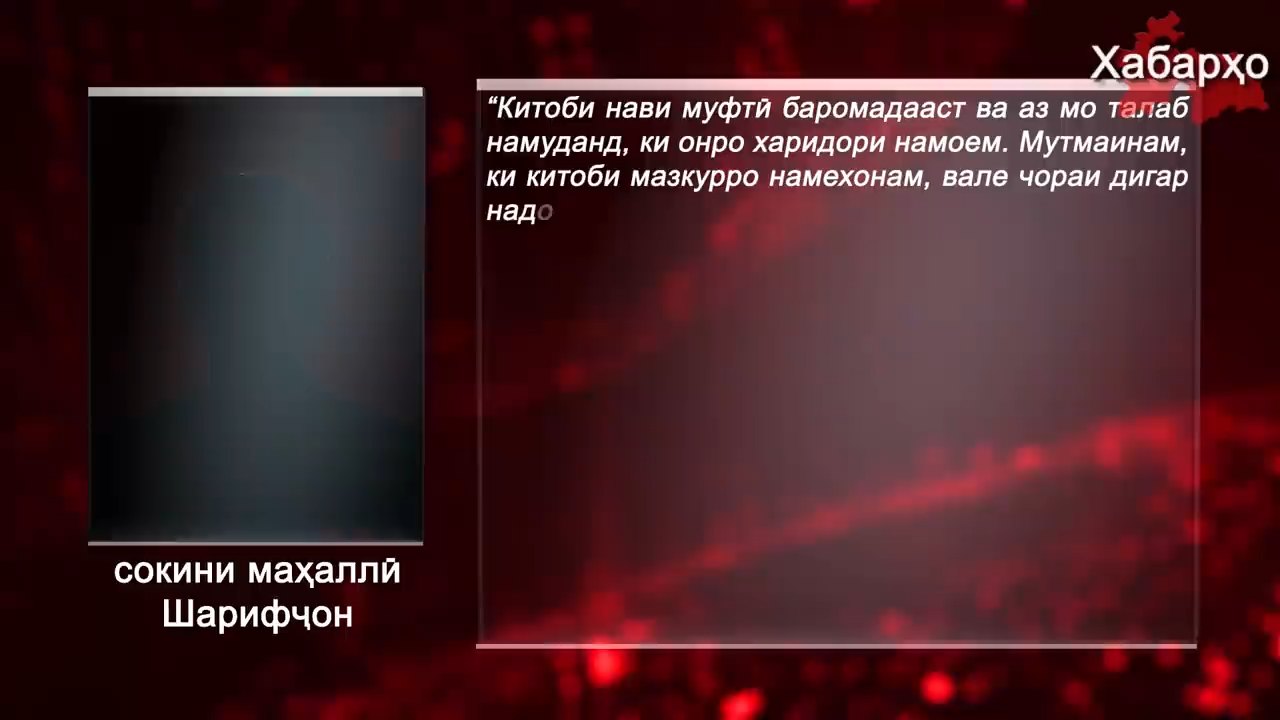 Хабарҳо
“Китоби нави муфтӣ баромадааст ва аз мо талаб
намуданд, ки онро харидори намоем. Мутмаинам,
ки китоби мазкурро намехонам, вале чораи дигар
надо
сокини маҳаллӣ
Шарифҷон